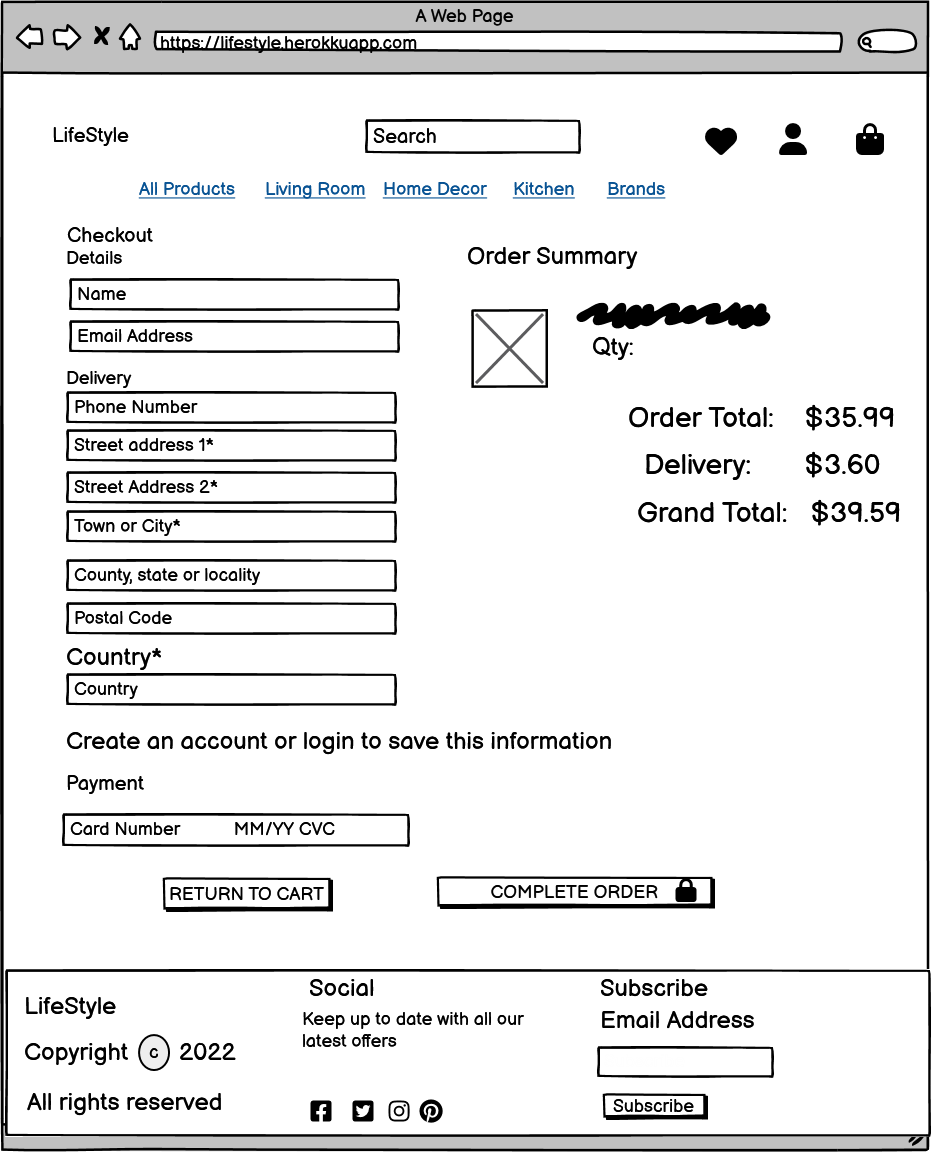 A Web Page
https://lifestyle.herokkuapp.com
LifeStyle
Search
All Products Living Room Home Decor Kitchen Brands
Checkout
Details
Name
Email Address
Delivery
Phone Number
Street address 1*
Street Address 2*
Town or City*
County, state or locality
Postal Code
Country*
Country
Order Summary
Qty:
Order Total: $35.99
Delivery: $3.60
Grand Total: $39.59
Create an account or login to save this information
Payment
Card Number MM/YY CVC
RETURN TO CART
COMPLETE ORDER
LifeStyle
Copyright c 2022
All rights reserved
Social
Keep up to date with all our
latest offers
Subscribe
Email Address
Subscribe